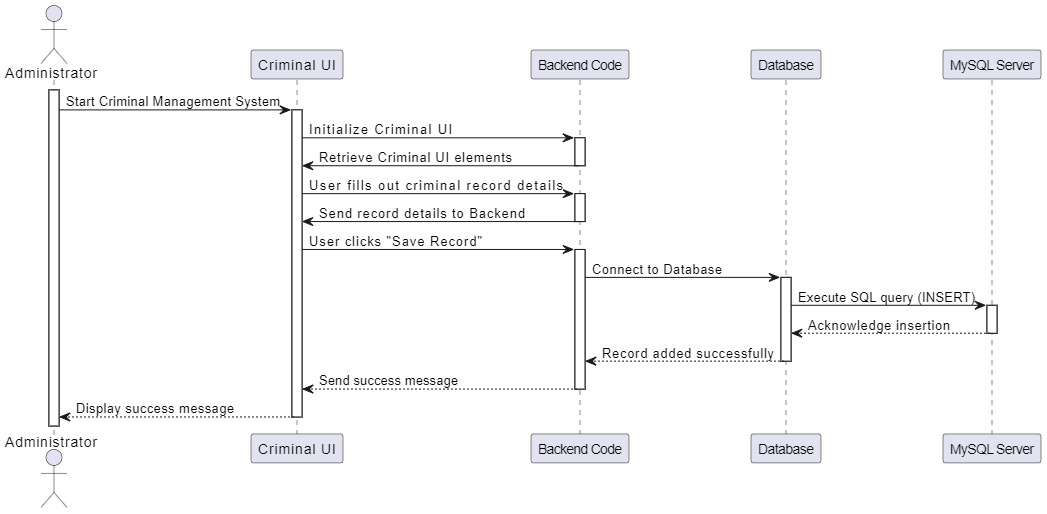 Administrator
Criminal UI
Backend Code
Database
MySQL Server
Start Criminal Management System
Initialize Criminal UI
Retrieve Criminal UI elements
User fills out criminal record details
Send record details to Backend
User clicks "Save Record"
Connect to Database
Execute SQL query (INSERT)
Acknowledge insertion
Record added successfully
Send success message
Display success message
Administrator
Criminal UI
Backend Code
Database
MySQL Server